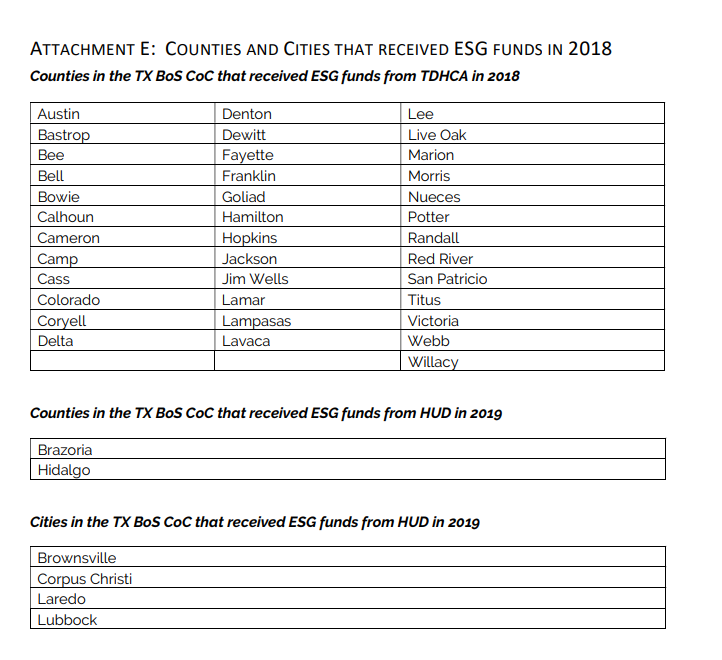 ATTACHMENT E: COUNTIES AND CITIES THAT RECEIVED ESG FUNDS IN 2018
Counties in the TX BoS CoC that received ESG funds from TDHCA in 2018
Austin Denton Lee
Bastrop Dewitt Live Oak
Bee Fayette Marion
Bell Franklin Morris
Bowie Goliad Nueces
Calhoun Hamilton Potter
Cameron Hopkins Randall
Camp Jackson Red River
Cass Jim Wells San Patricio
Colorado Lamar Titus
Coryell Lampasas Victoria
Delta Lavaca Webb
Willacy
Counties in the TX BoS CoC that received ESG funds from HUD in 2019
Brazoria
Hidalgo
Cities in the TX BoS CoC that received ESG funds from HUD in 2019
Brownsville
Corpus Christi
Laredo
Lubbock